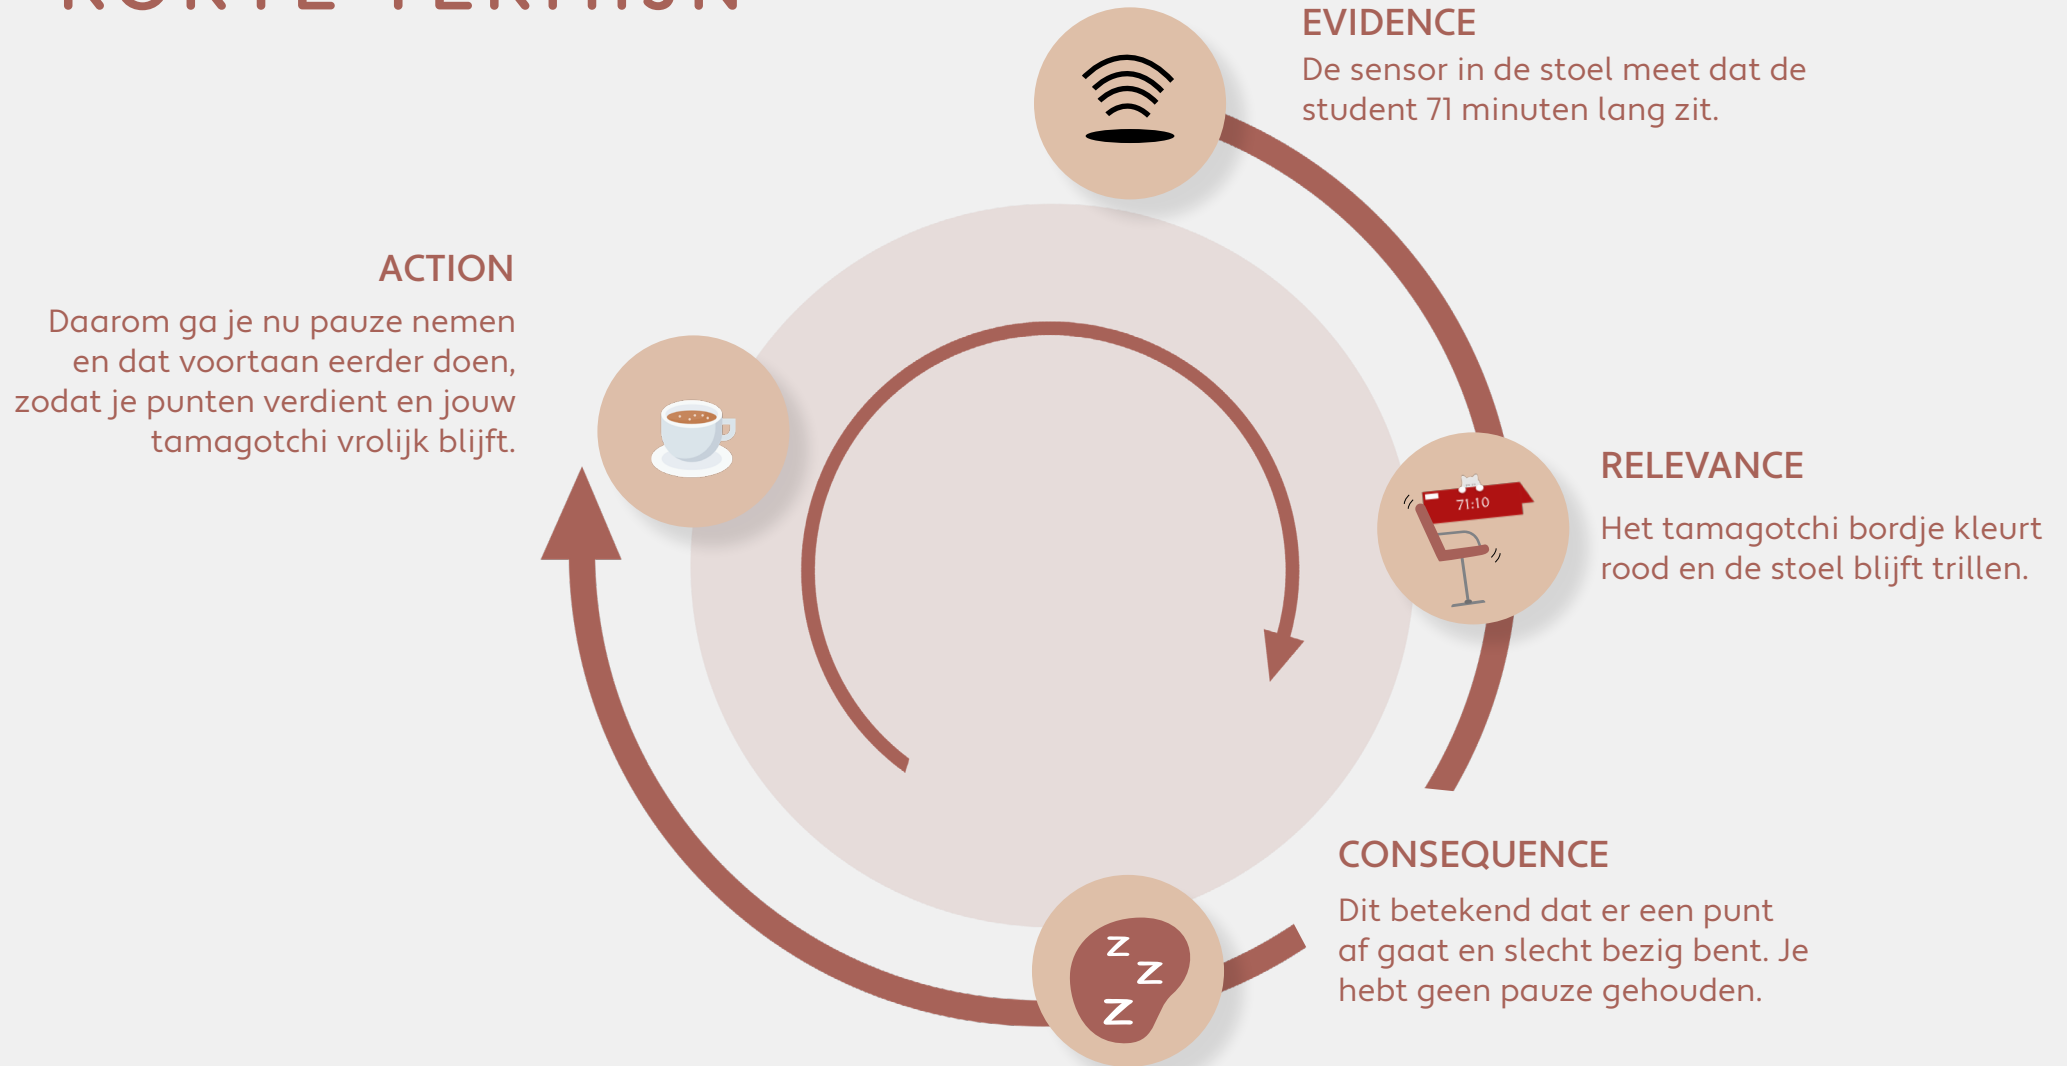 KORTE TERMIJN
EVIDENCE
De sensor in de stoel meet dat de
student 71 minuten lang zit.
ACTION
Daarom ga je nu pauze nemen
en dat voortaan eerder doen,
zodat je punten verdient en jouw
tamagotchi vrolijk blijft.
RELEVANCE
71:10
Het tamagotchi bordje kleurt
rood en de stoel blijft trillen.
CONSEQUENCE
Dit betekend dat er een punt
af gaat en slecht bezig bent. Je
hebt geen pauze gehouden.
z
z
z